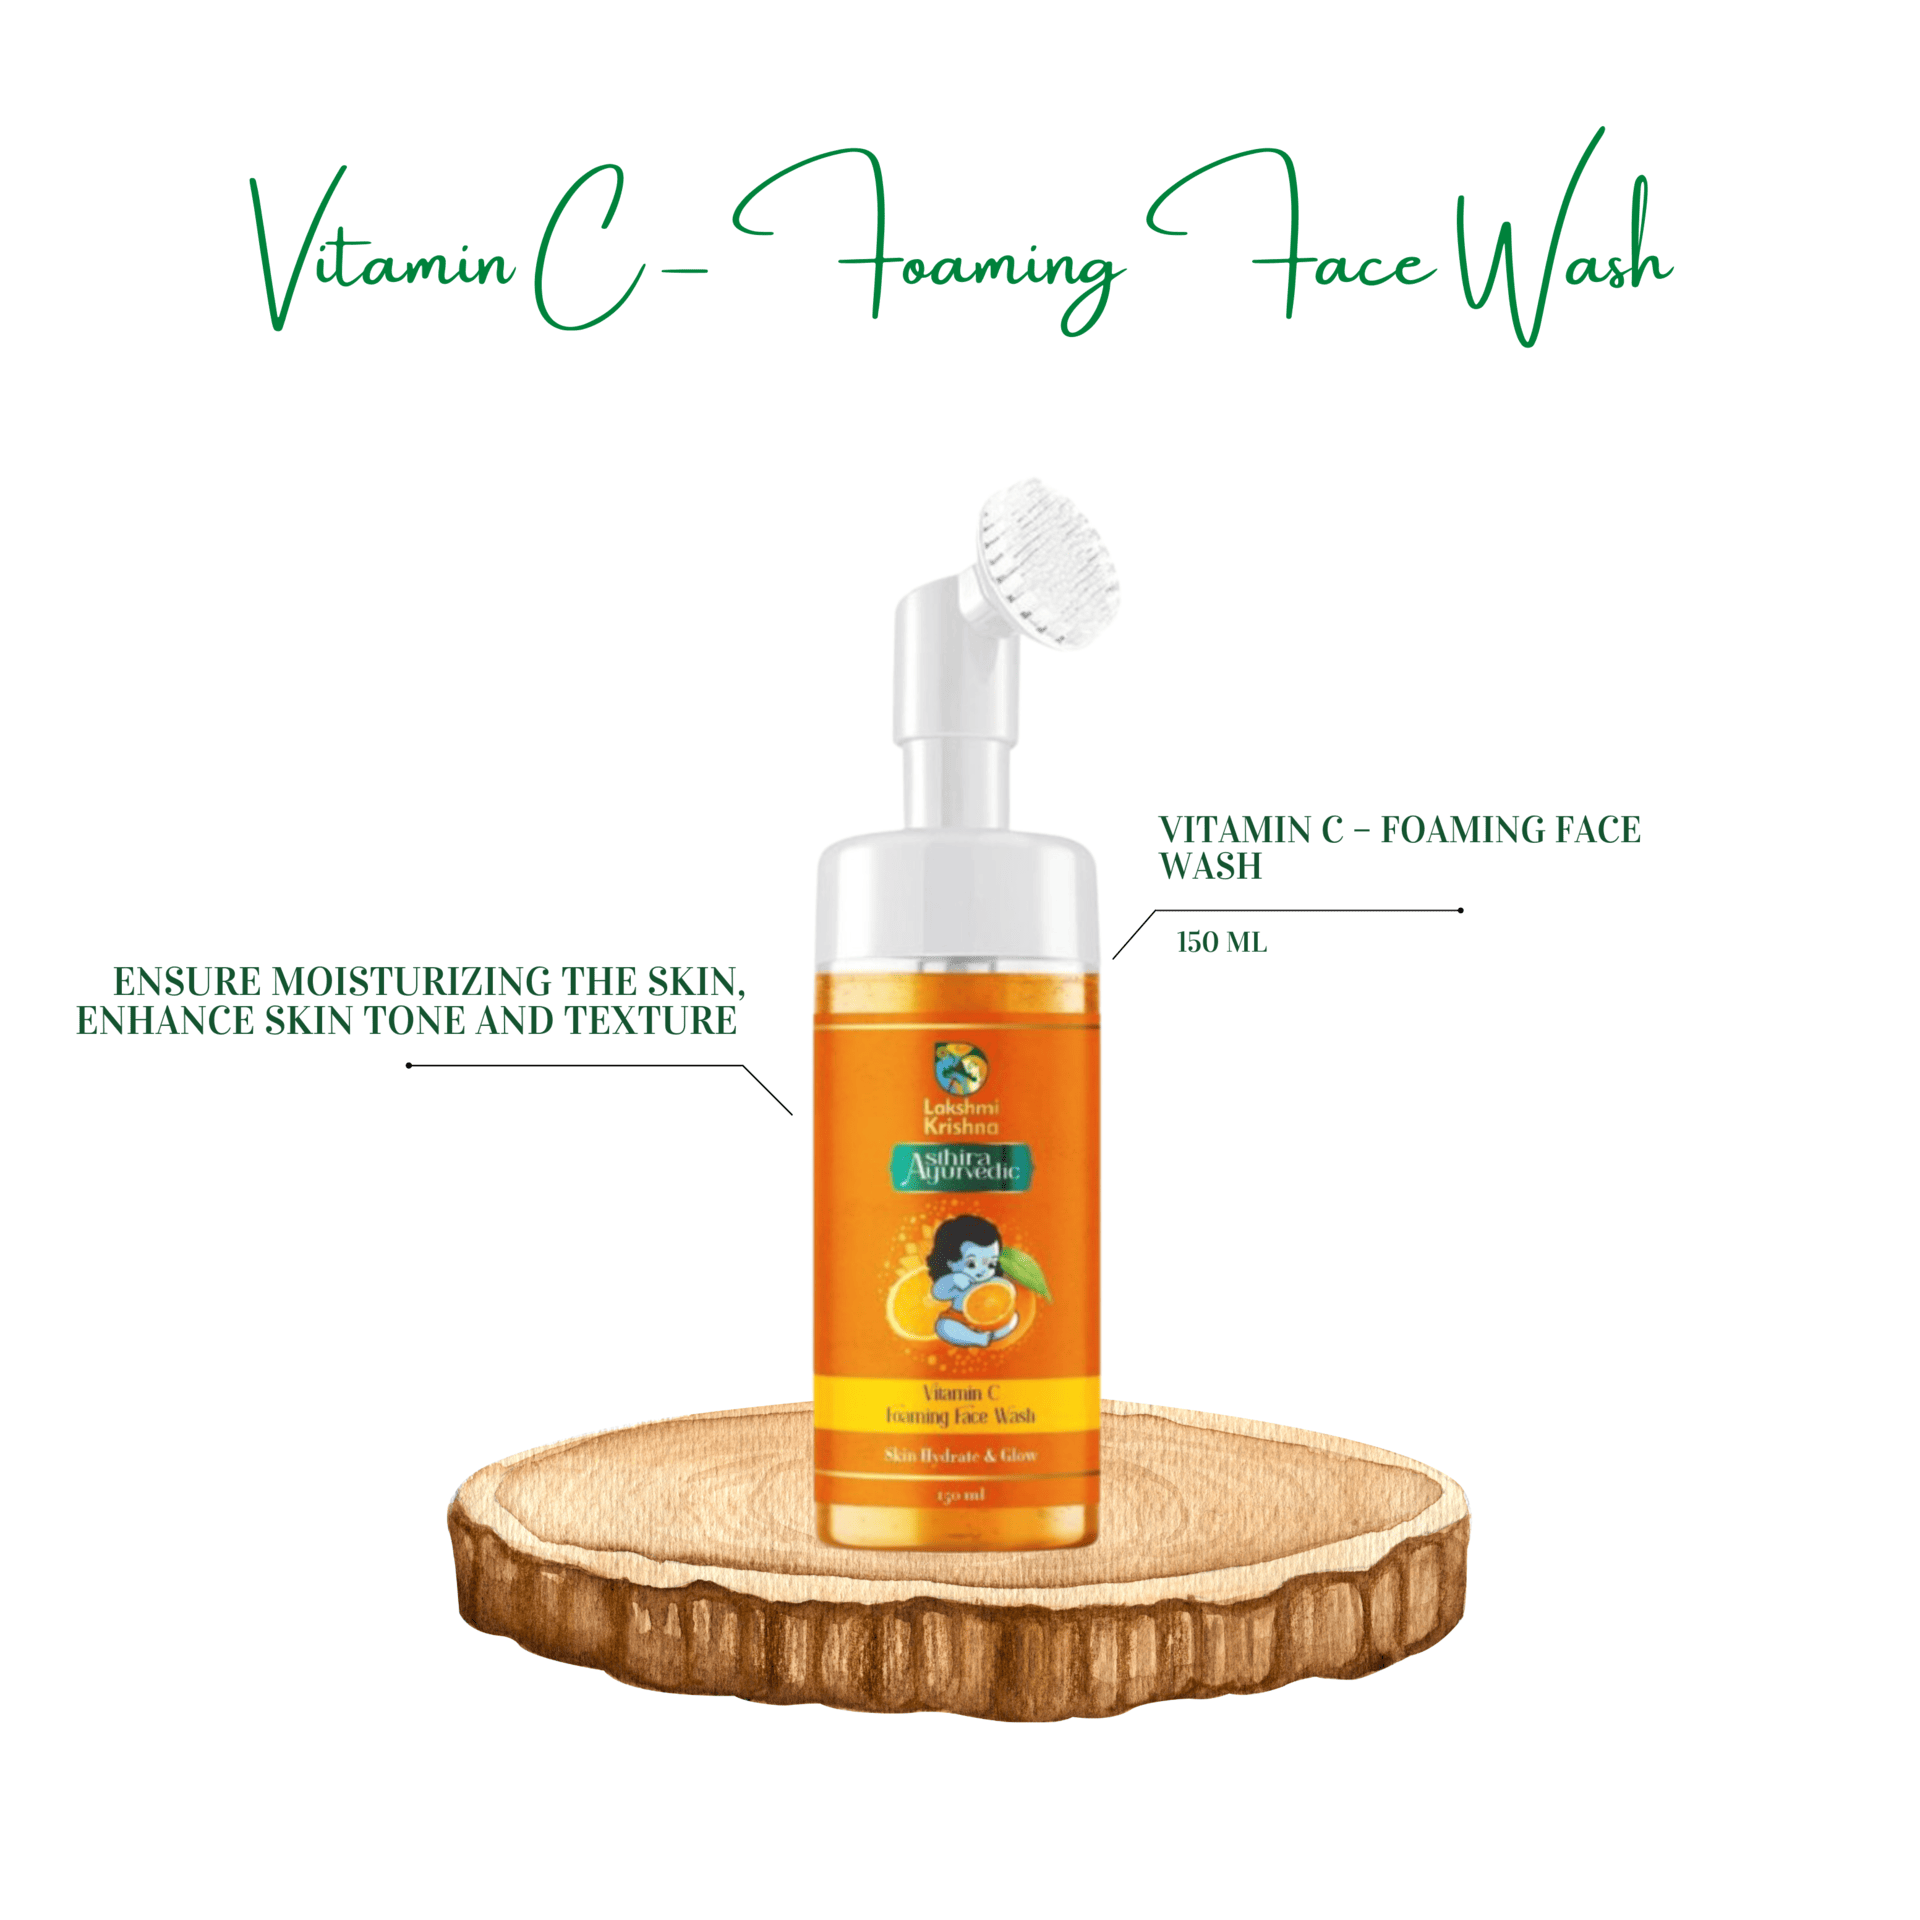 Vitamin C - Foaming Face Wash
VITAMIN C - FOAMING FACE
WASH
150 ML
ENSURE MOISTURIZING THE SKIN,
ENHANCE SKIN TONE AND TEXTURE
Lakshmi
Krishna
Asthira
Ayurvedic
Vitamin C
Foaming Face Wash
Skin Hydrate & Glow
150 ml